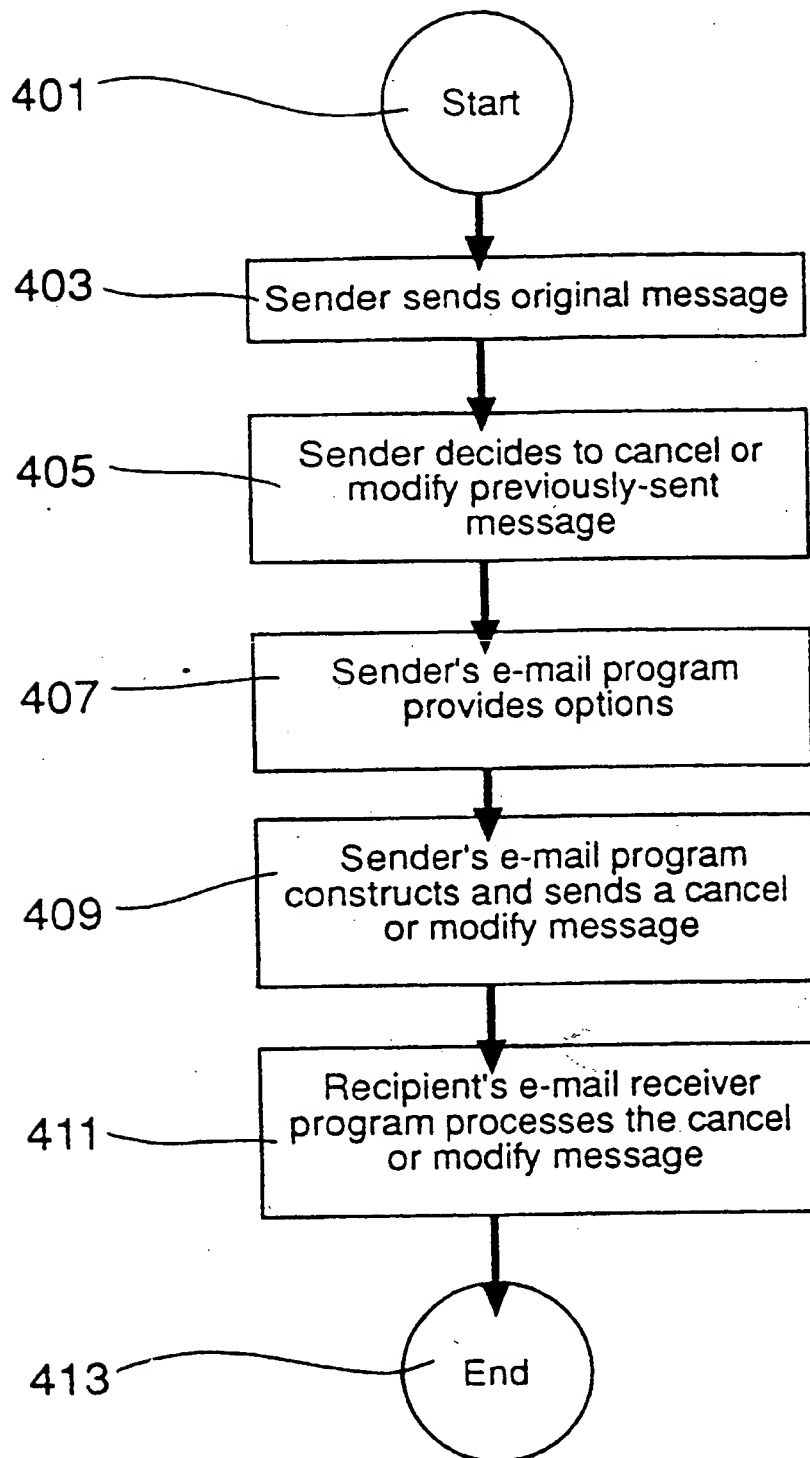 401
Start
403
Sender sends original message
405
Sender decides to cancel or
modify previously-sent
message
407
Sender's e-mail program
provides options
409
Sender's e-mail program
constructs and sends a cancel
or modify message
411
Recipient's e-mail receiver
program processes the cancel
or modify message
413
End